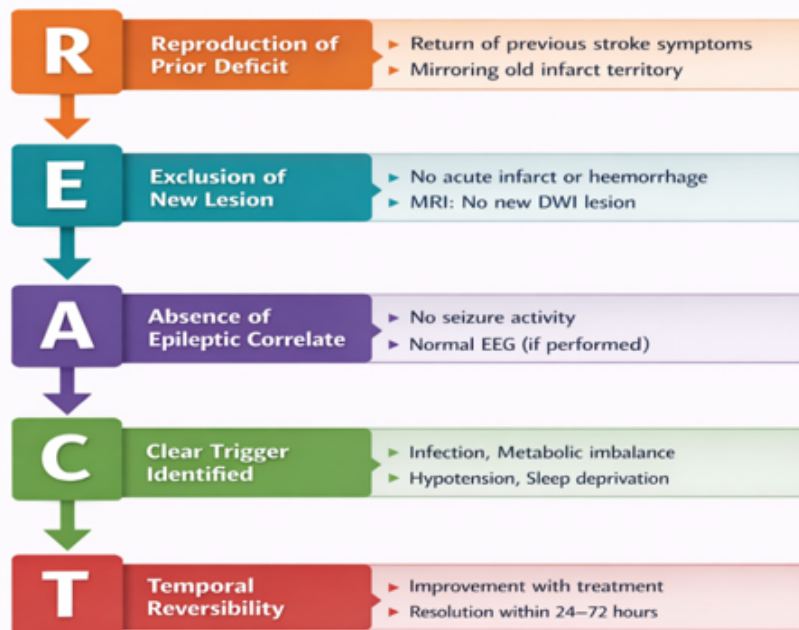 R
Reproduction of
Prior Deficit
► Return of previous stroke symptoms
► Mirroring old infarct territory
E
Exclusion of
New Lesion
► No acute infarct or heemorrhage
► MRI: No new DWI lesion
A
Absence of
Epileptic Correlate
► No seizure activity
► Normal EEG (if performed)
C
Clear Trigger
Identified
► Infection, Metabolic imbalance
► Hypotension, Sleep deprivation
T
Temporal
Reversibility
► Improvement with treatment
► Resolution within 24–72 hours